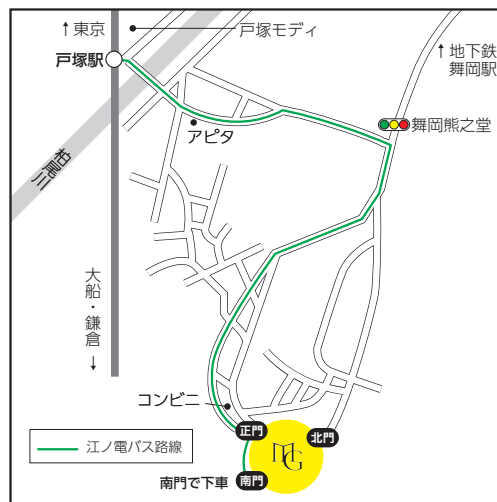 ↑東京
戸塚モディ
戸塚駅
↑地下鉄
舞岡駅
アピタ
舞岡熊之堂
柏尾川
大船・鎌倉↓
コンビニ
正門
北門
MG
江ノ電バス路線
南門で下車
南門